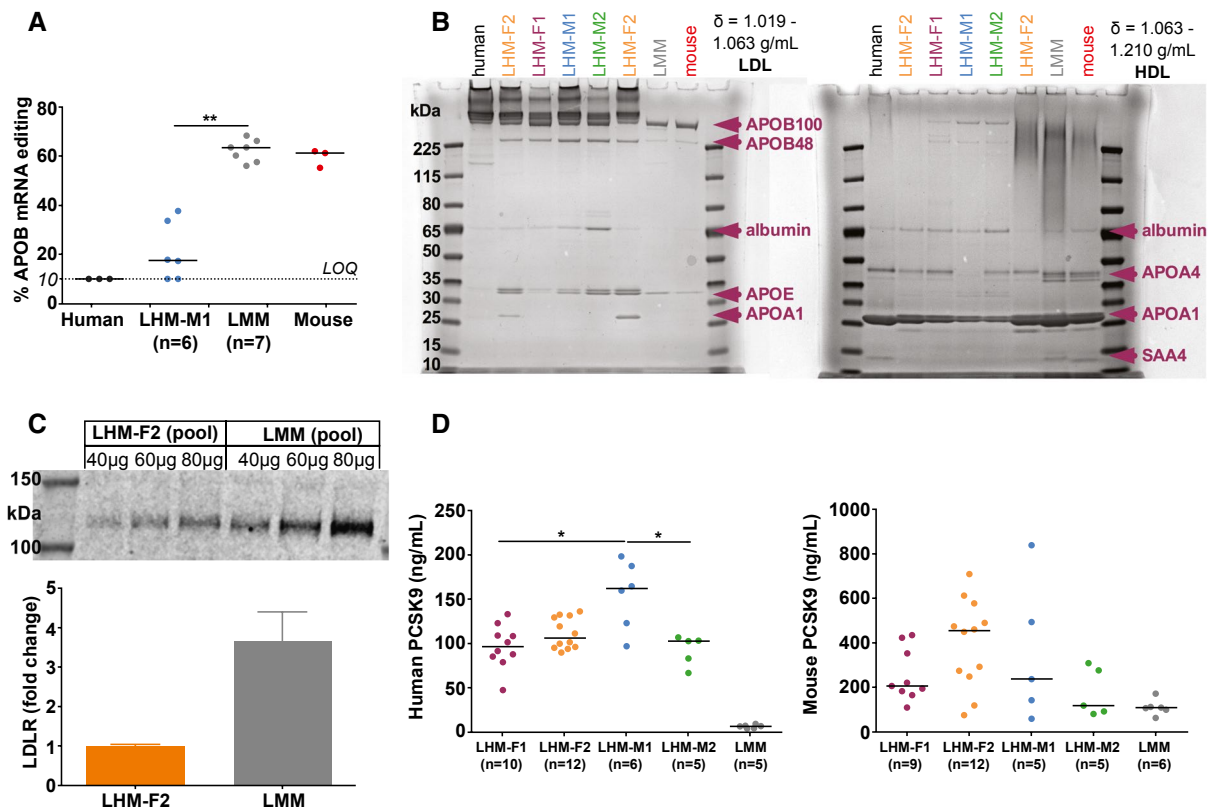 A
% APOB mRNA editing
80
60
40
20
10
0
LOQ
**
Human
LHM-M1
(n=6)
LMM
(n=7)
Mouse
B
human
LHM-F2
LHM-F1
LHM-M1
LHM-M2
LHM-F2
LMM
mouse
δ = 1.019 -
1.063 g/mL
LDL
kDa
225
115
80
65
50
35
30
25
15
10
APOB100
APOB48
albumin
APOE
APOA1
human
LHM-F2
LHM-F1
LHM-M1
LHM-M2
LHM-F2
LMM
mouse
δ = 1.063 -
1.210 g/mL
HDL
albumin
APOA4
APOA1
SAA4
C
LHM-F2 (pool) LMM (pool)
40µg 60µg 80µg 40µg 60µg 80µg
150
kDa
100
LDLR (fold change)
5
4
3
2
1
0
LHM-F2
LMM
D
Human PCSK9 (ng/mL)
250
200
150
100
50
0
*
*
LHM-F1
(n=10)
LHM-F2
(n=12)
LHM-M1
(n=6)
LHM-M2
(n=5)
LMM
(n=5)
Mouse PCSK9 (ng/mL)
1000
800
600
400
200
0
LHM-F1
(n=9)
LHM-F2
(n=12)
LHM-M1
(n=5)
LHM-M2
(n=5)
LMM
(n=6)